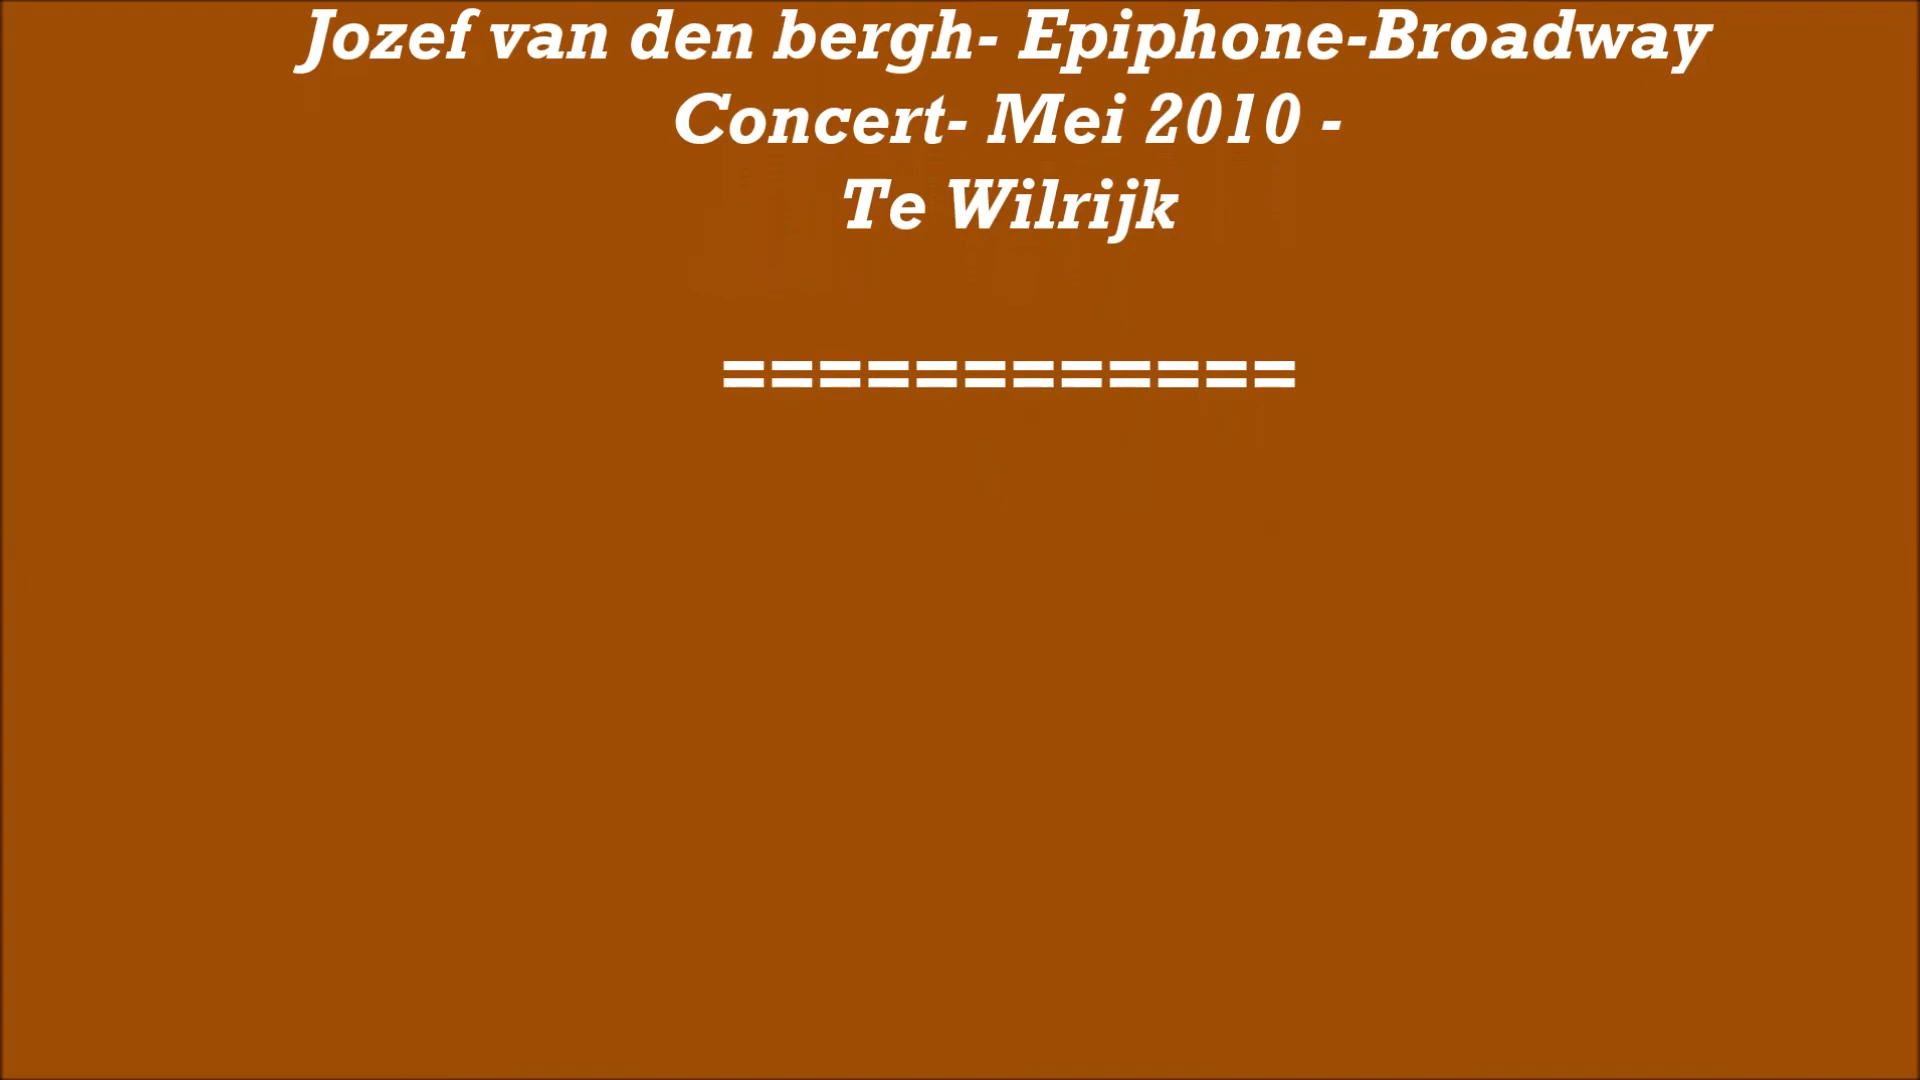 Jozef van den bergh- Epiphone-Broadway
Concert- Mei 2010 -
Te Wilrijk
============